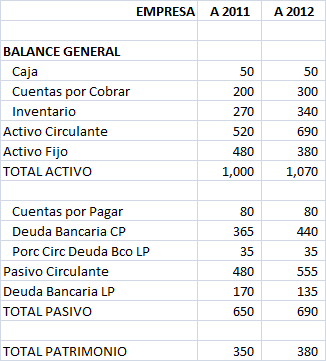 EMPRESA A 2011 A 2012
BALANCE GENERAL
Caja 50 50
Cuentas por Cobrar 200 300
Inventario 270 340
Activo Circulante 520 690
Activo Fijo 480 380
TOTAL ACTIVO 1,000 1,070
Cuentas por Pagar 80 80
Deuda Bancaria CP 365 440
Porc Circ Deuda Bco LP 35 35
Pasivo Circulante 480 555
Deuda Bancaria LP 170 135
TOTAL PASIVO 650 690
TOTAL PATRIMONIO 350 380